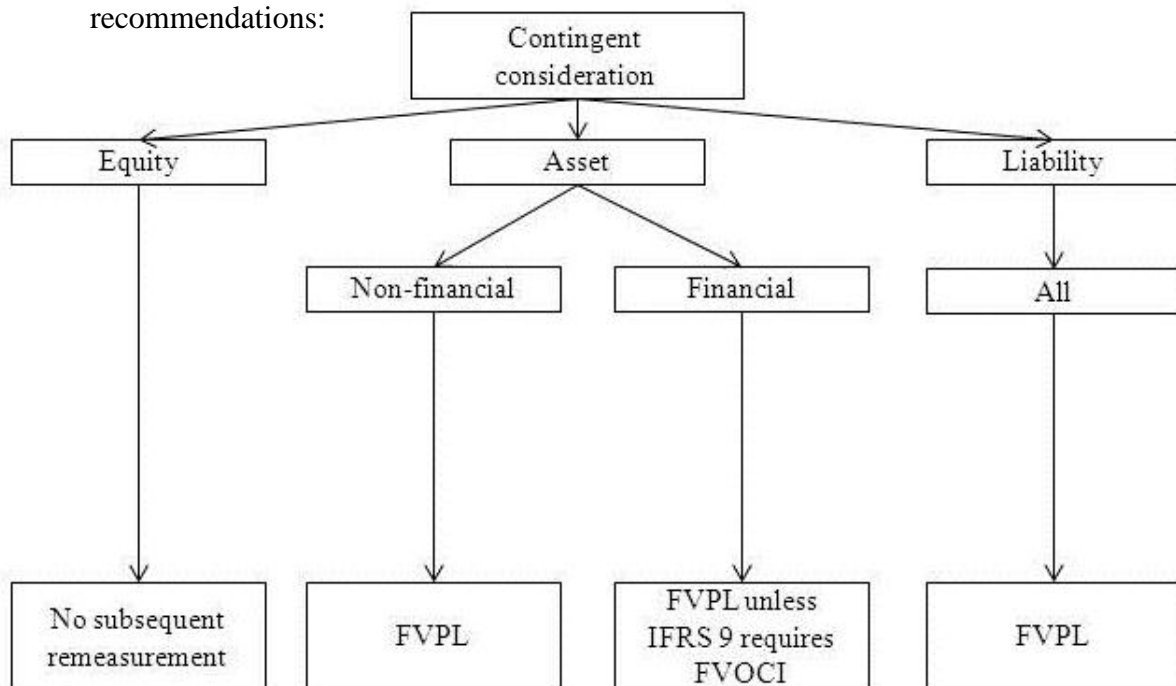 recommendations:
Contingent
consideration
Equity
Asset
Liability
Non-financial
Financial
All
No subsequent
remeasurement
FVPL
FVPL unless
IFRS 9 requires
FVOCI
FVPL